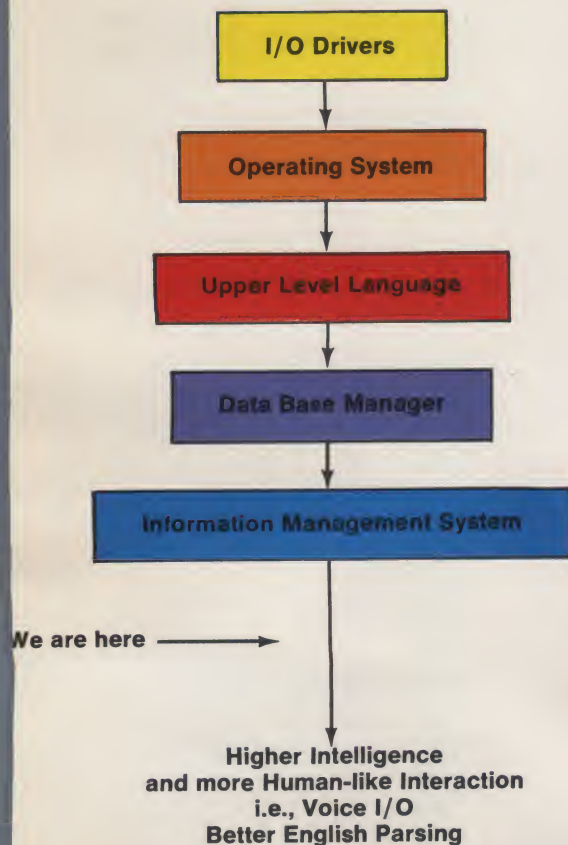 I/O Drivers
Operating System
Upper Level Language
Data Base Manager
Information Management System
We are here
Higher Intelligence
and more Human-like Interaction
i.e., Voice I/O
Better English Parsing